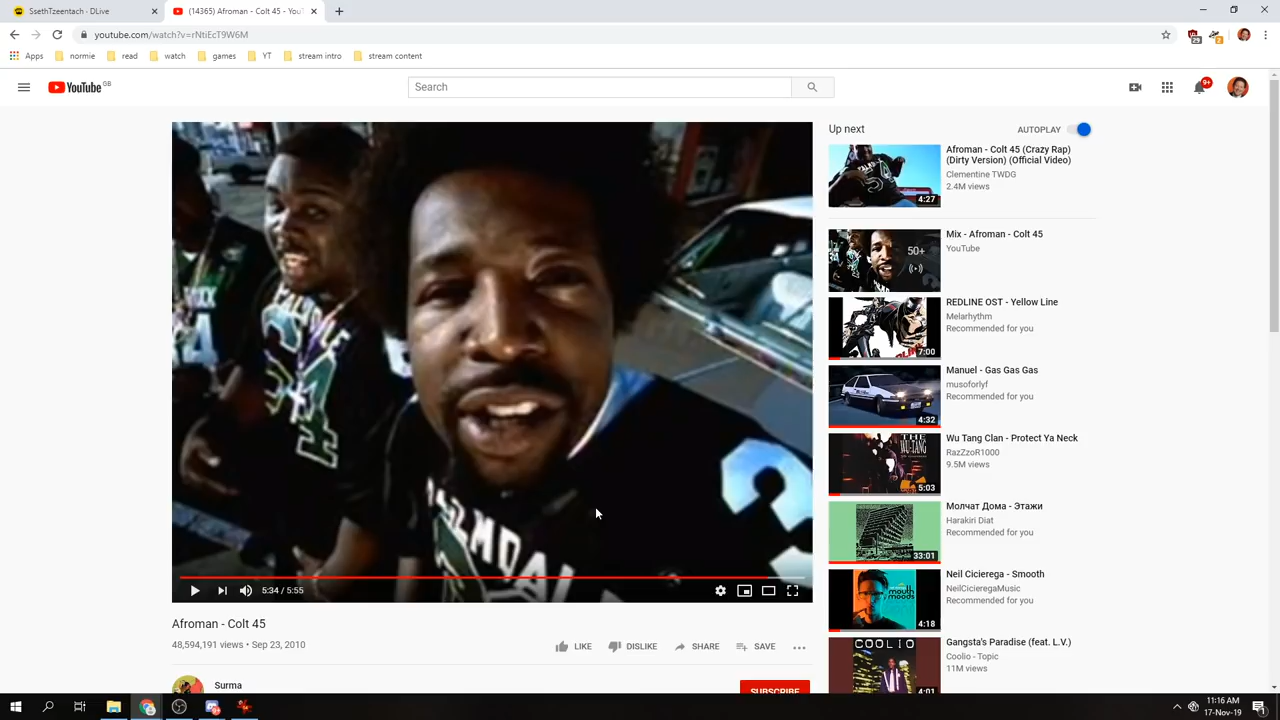 SsethTzeentach - DLive
(14365) Afroman - Colt 45 - You
youtube.com/watch?v=rNtiEcT9W6M
29
2
Apps
normie
read
watch
games
YT
stream intro
stream content
YouTube
GB
Search
9+
Up next
AUTOPLAY
Afroman - Colt 45 (Crazy Rap)
(Dirty Version) (Official Video)
Clementine TWDG
2.4M views
4:27
Mix - Afroman - Colt 45
YouTube
50+
REDLINE OST - Yellow Line
Melarhythm
Recommended for you
7:00
Manuel - Gas Gas Gas
musoforlyf
Recommended for you
4:32
Wu Tang Clan - Protect Ya Neck
RazZzoR1000
9.5M views
5:03
Молчат Дома - Этажи
Harakiri Diat
Recommended for you
33:01
Neil Cicierega - Smooth
NeilCicieregaMusic
Recommended for you
mouth
moods
4:18
Gangsta's Paradise (feat. L.V.)
Coolio - Topic
11M views
COOLIO
4:01
5:34 / 5:55
Afroman - Colt 45
48,594,191 views • Sep 23, 2010
LIKE
DISLIKE
SHARE
SAVE
Surma
SUBSCRIBE
11:16 AM
17-Nov-19
1